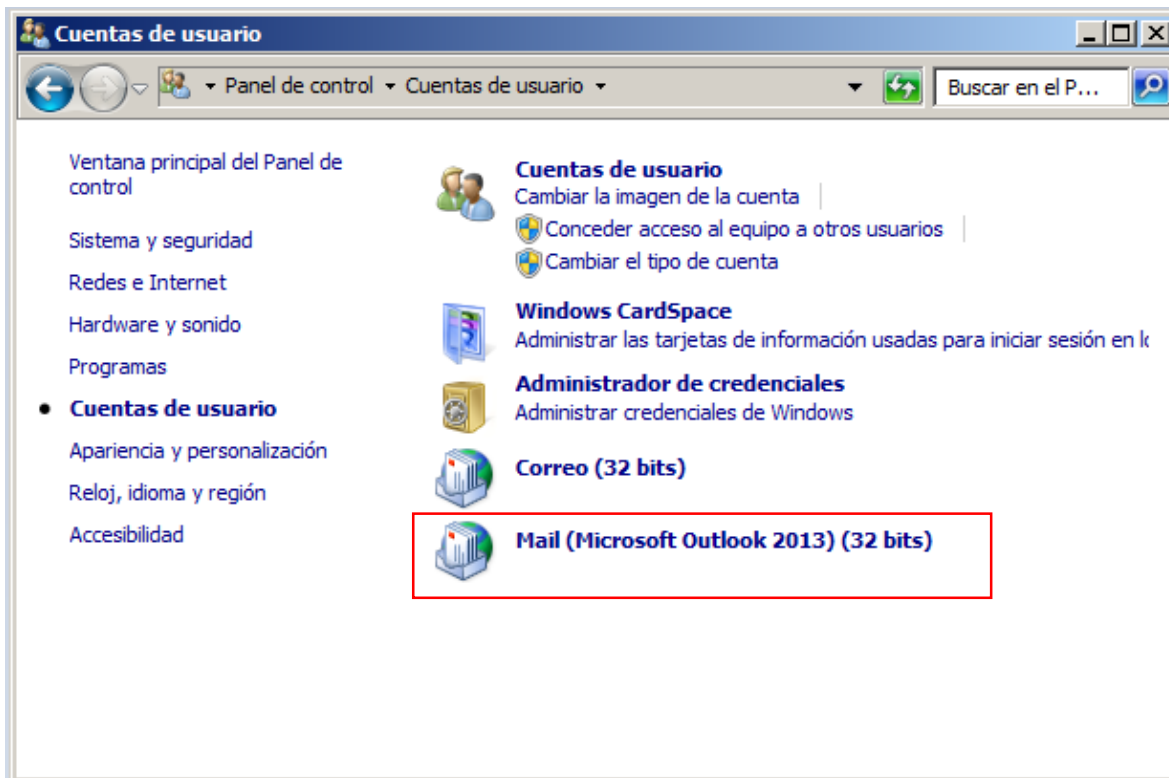 Cuentas de usuario
Panel de control
Cuentas de usuario
Buscar en el P...
Ventana principal del Panel de
control
Sistema y seguridad
Redes e Internet
Hardware y sonido
Programas
Cuentas de usuario
Apariencia y personalización
Reloj, idioma y región
Accesibilidad
Cuentas de usuario
Cambiar la imagen de la cuenta
Conceder acceso al equipo a otros usuarios
Cambiar el tipo de cuenta
Windows CardSpace
Administrar las tarjetas de información usadas para iniciar sesión en
Administrador de credenciales
Administrar credenciales de Windows
Correo (32 bits)
Mail (Microsoft Outlook 2013) (32 bits)